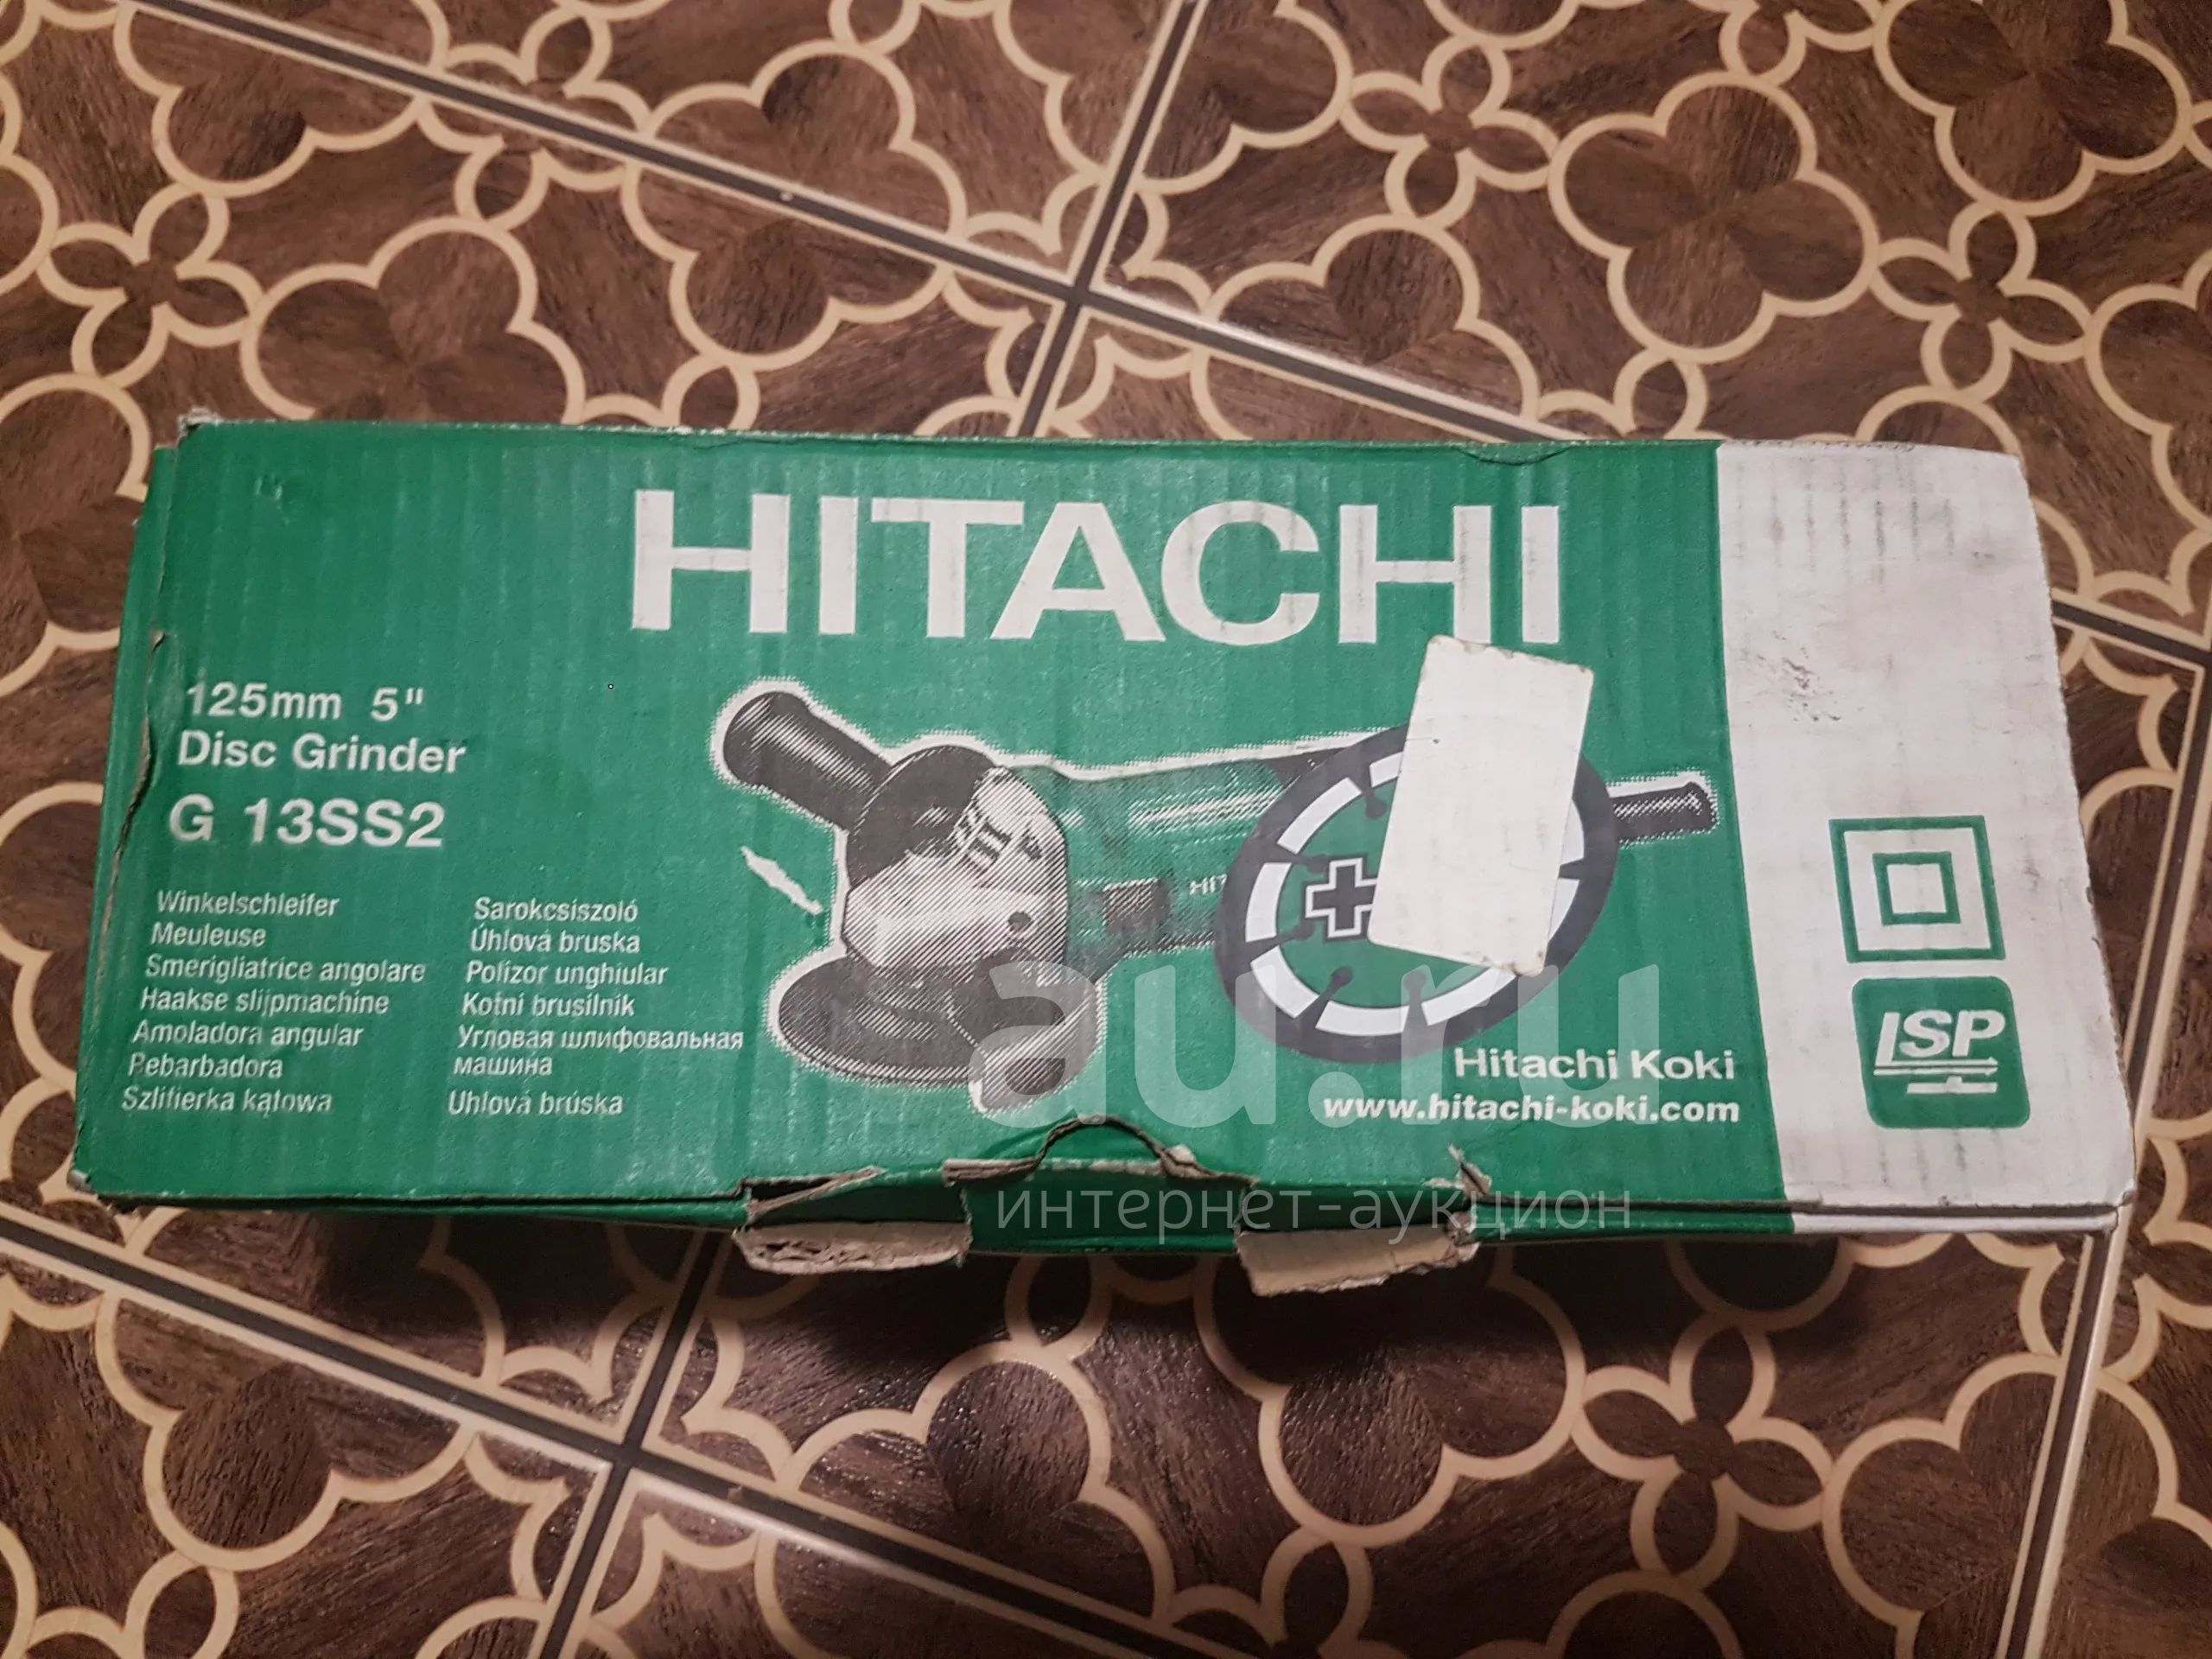 HITACHI
125mm 5"
Disc Grinder
G 13SS2
Winkelschleifer
Meuleuse
Smerigliatrice angolare
Haakse slijpmachine
Amoladora angular
Rebarbadora
Szlifierka kątowa
Sarokcsiszoló
Úhlová bruska
Polizor unghiular
Kotni brusilnik
Угловая шлифовальная
машина
Uhlová brúska
HIT
Hitachi Koki
www.hitachi-koki.com
LSP
au.ru
интернет-аукцион